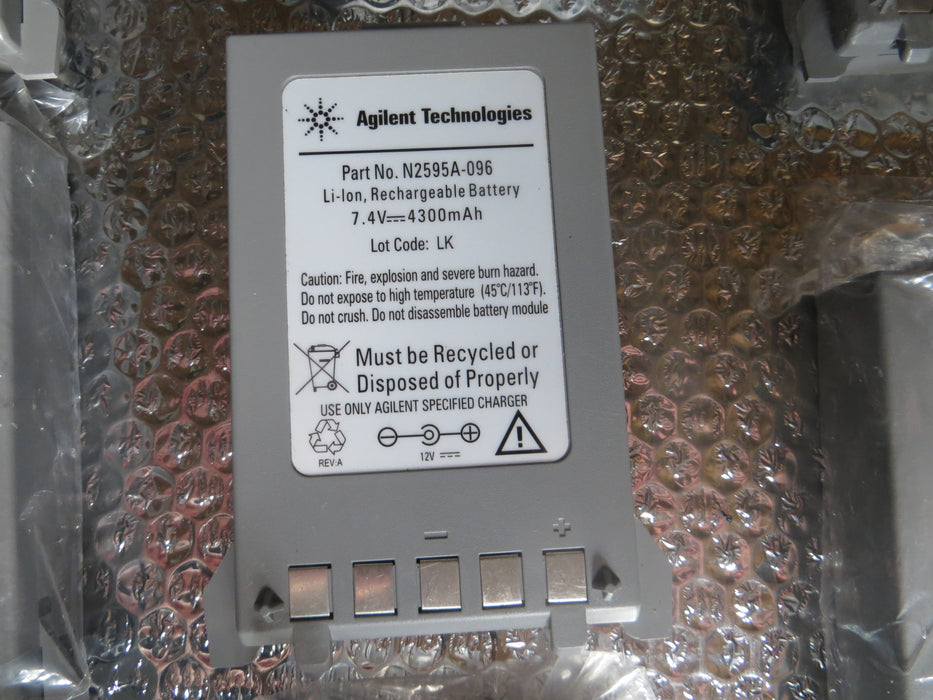 Agilent Technologies
Part No. N2595A-096
Li-Ion, Rechargeable Battery
7.4V⎓4300mAh
Lot Code: LK
Caution: Fire, explosion and severe burn hazard.
Do not expose to high temperature (45°C/113°F).
Do not crush. Do not disassemble battery module
Must be Recycled or
Disposed of Properly
USE ONLY AGILENT SPECIFIED CHARGER
REV:A
12V ⎓
− +